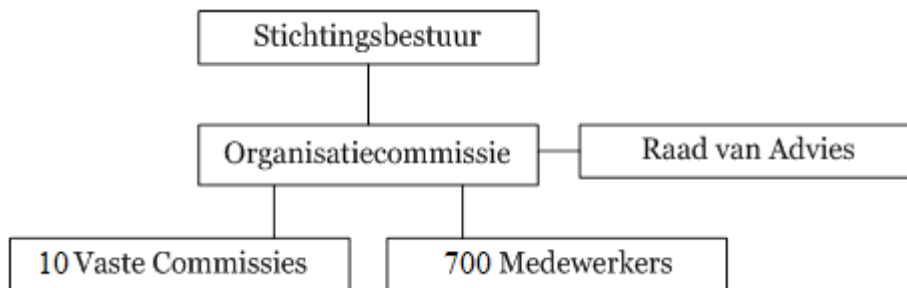 Stichtingsbestuur
Organisatiecommissie
Raad van Advies
10 Vaste Commissies
700 Medewerkers